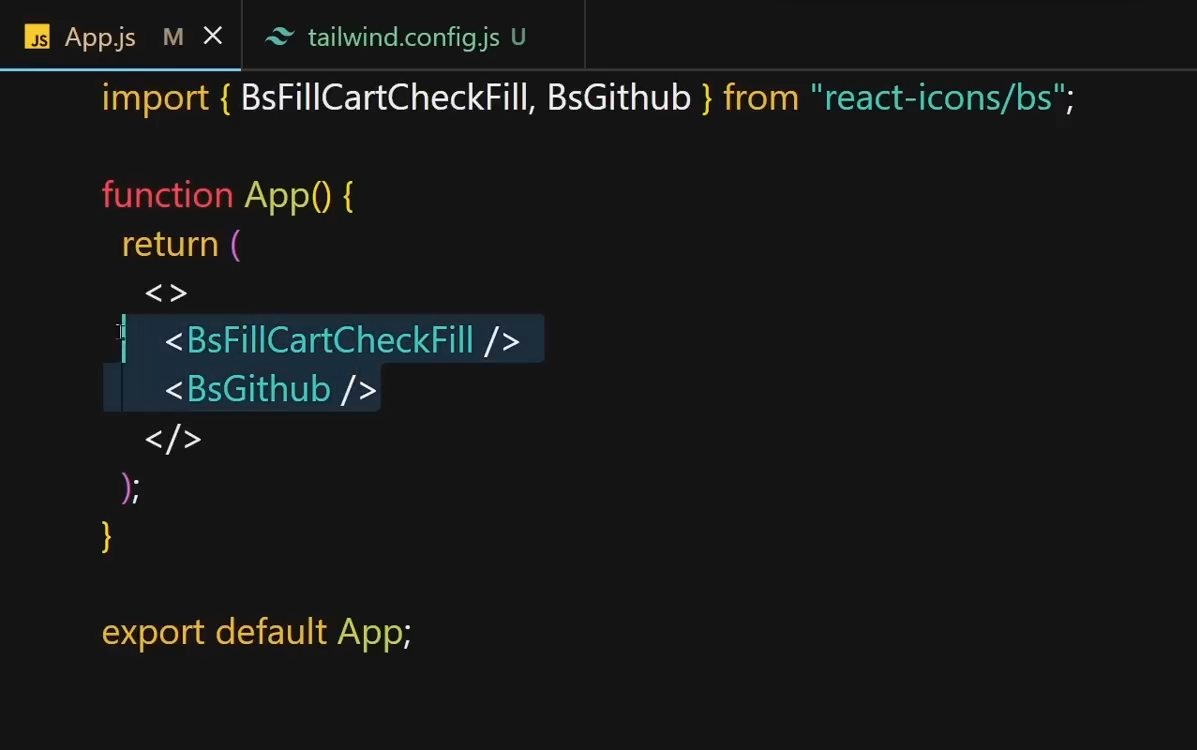 JS App.js M
tailwind.config.js U
import { BsFillCartCheckFill, BsGithub } from "react-icons/bs";
function App() {
return (
<>
<BsFillCartCheckFill />
<BsGithub />
</>
);
}
export default App;